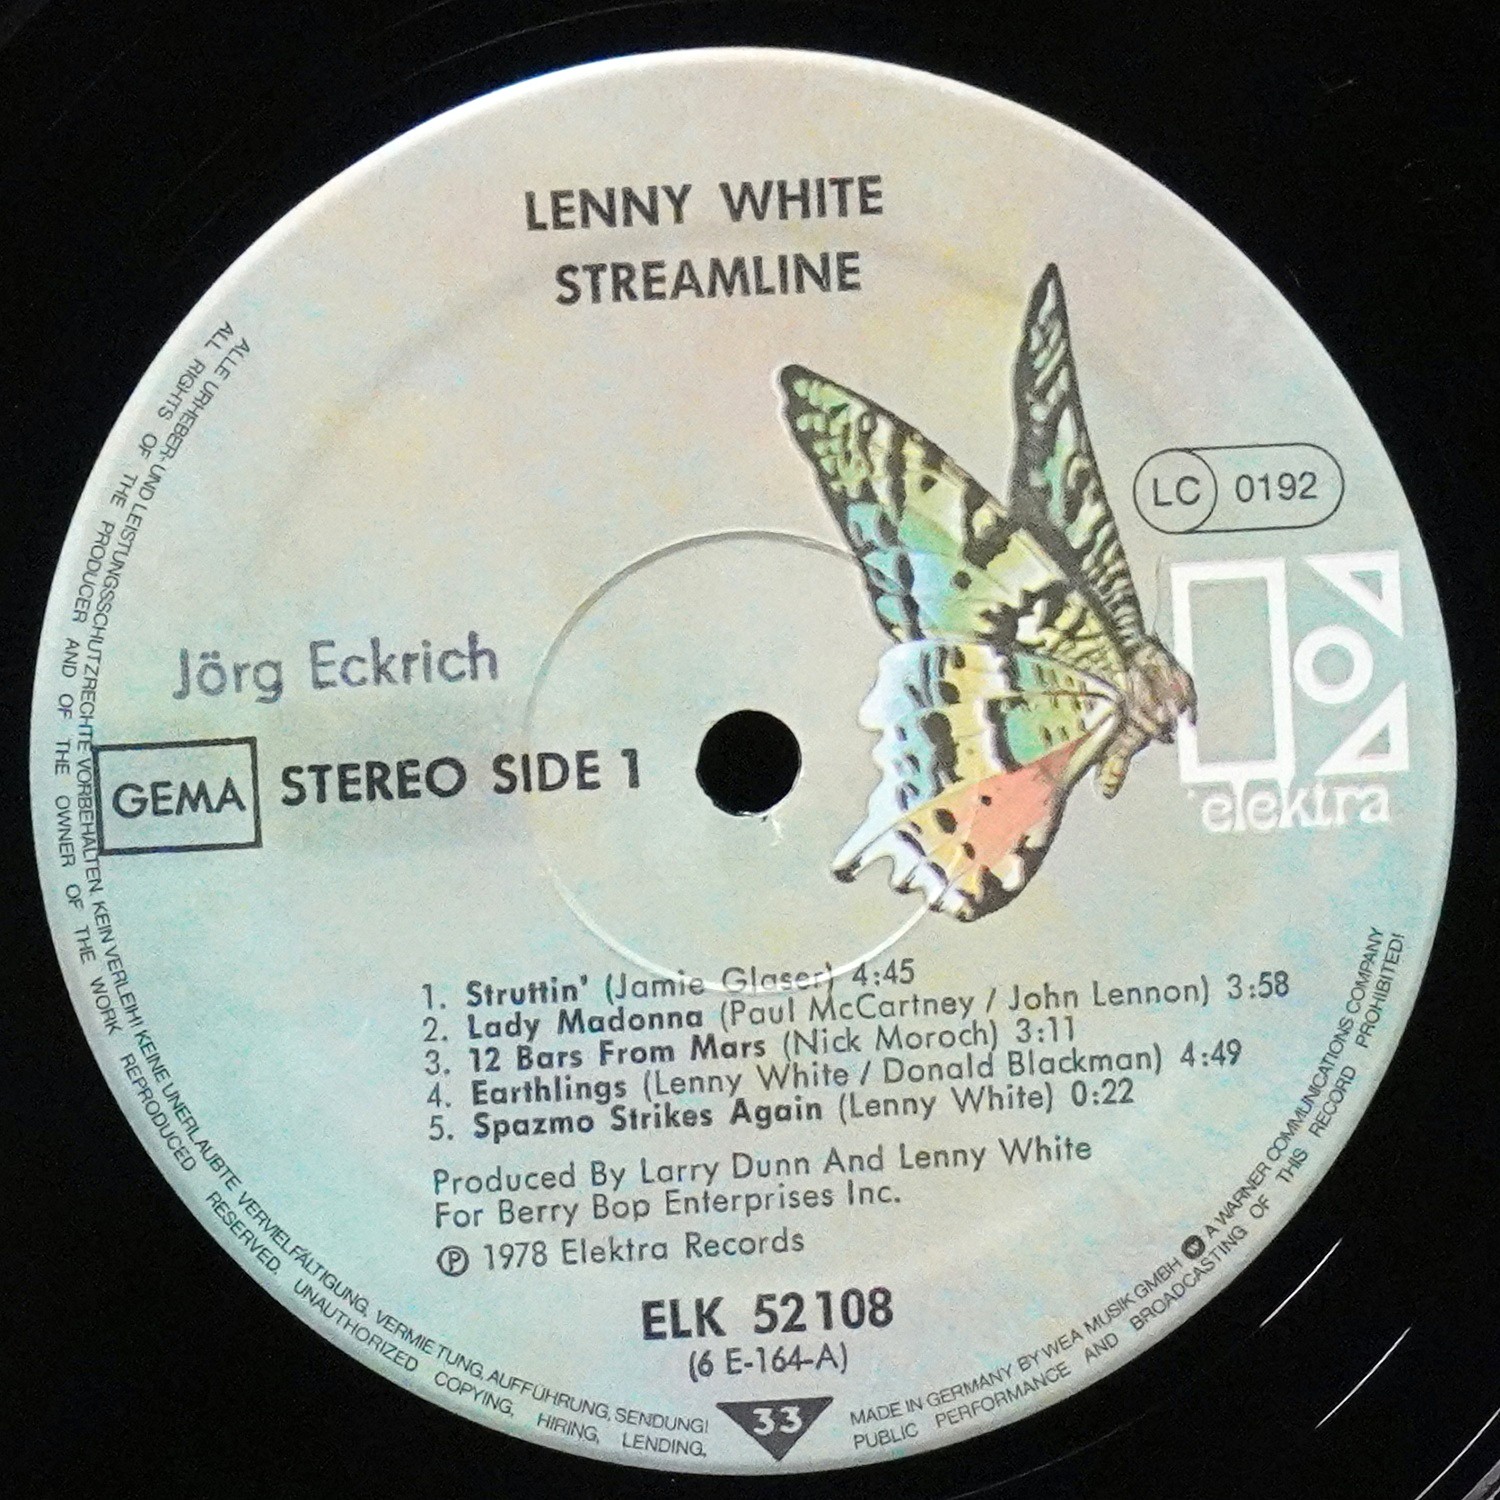 LENNY WHITE
STREAMLINE
LC 0192
elektra
Jörg Eckrich
GEMA
STEREO SIDE 1
1. Struttin' (Jamie Glaser) 4:45
2. Lady Madonna (Paul McCartney / John Lennon) 3:58
3. 12 Bars From Mars (Nick Moroch) 3:11
4. Earthlings (Lenny White / Donald Blackman) 4:49
5. Spazmo Strikes Again (Lenny White) 0:22
Produced By Larry Dunn And Lenny White
For Berry Bop Enterprises Inc.
Ⓟ 1978 Elektra Records
ELK 52108
(6 E-164-A)
33
ALLE URHEBER- UND LEISTUNGSSCHUTZRECHTE VORBEHALTEN. KEIN VERLEIH! KEINE UNERLAUBTE VERVIELFÄLTIGUNG, VERMIETUNG, AUFFÜHRUNG, SENDUNG!
ALL RIGHTS OF THE PRODUCER AND OF THE OWNER OF THE WORK REPRODUCED RESERVED. UNAUTHORIZED COPYING, HIRING, LENDING,
MADE IN GERMANY BY WEA MUSIK GMBH. W A WARNER COMMUNICATIONS COMPANY
PUBLIC PERFORMANCE AND BROADCASTING OF THIS RECORD PROHIBITED!